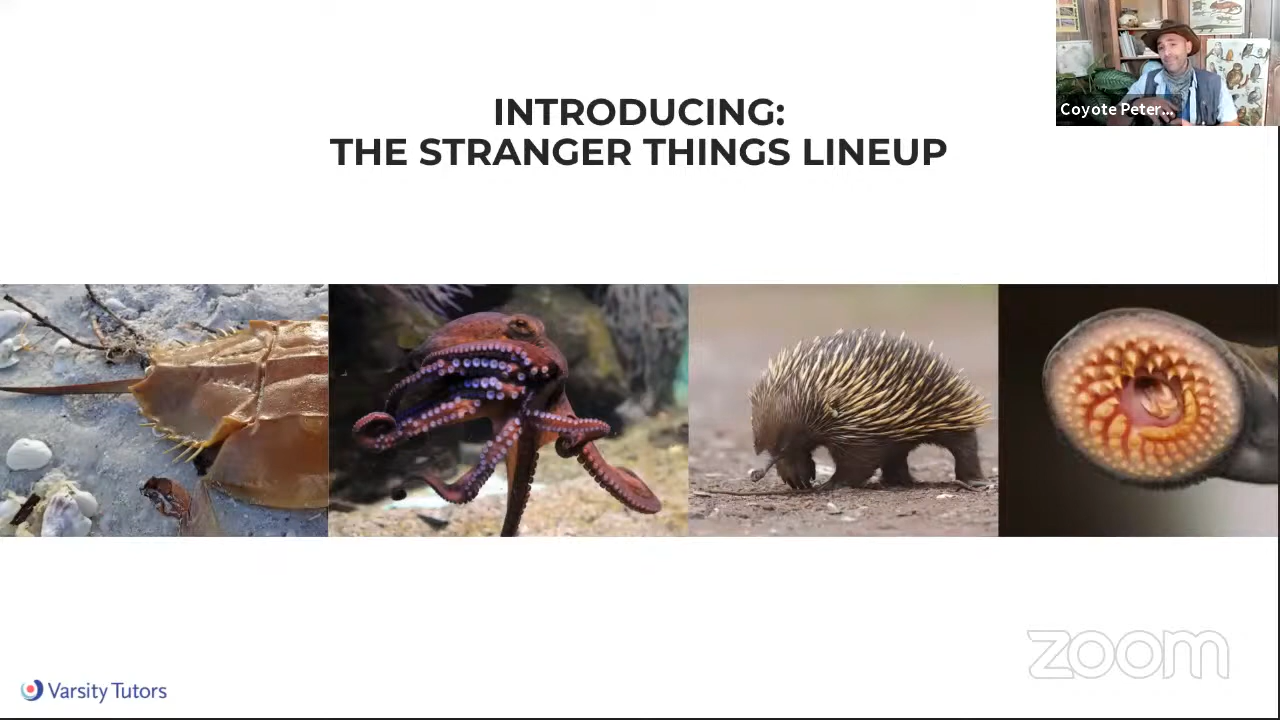 Coyote Peter...
INTRODUCING:
THE STRANGER THINGS LINEUP
zoom
Varsity Tutors